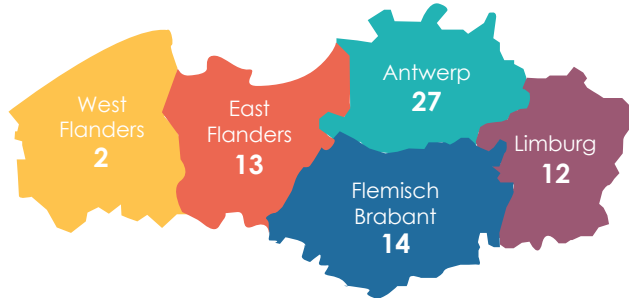 West
Flanders
2
East
Flanders
13
Antwerp
27
Flemisch
Brabant
14
Limburg
12